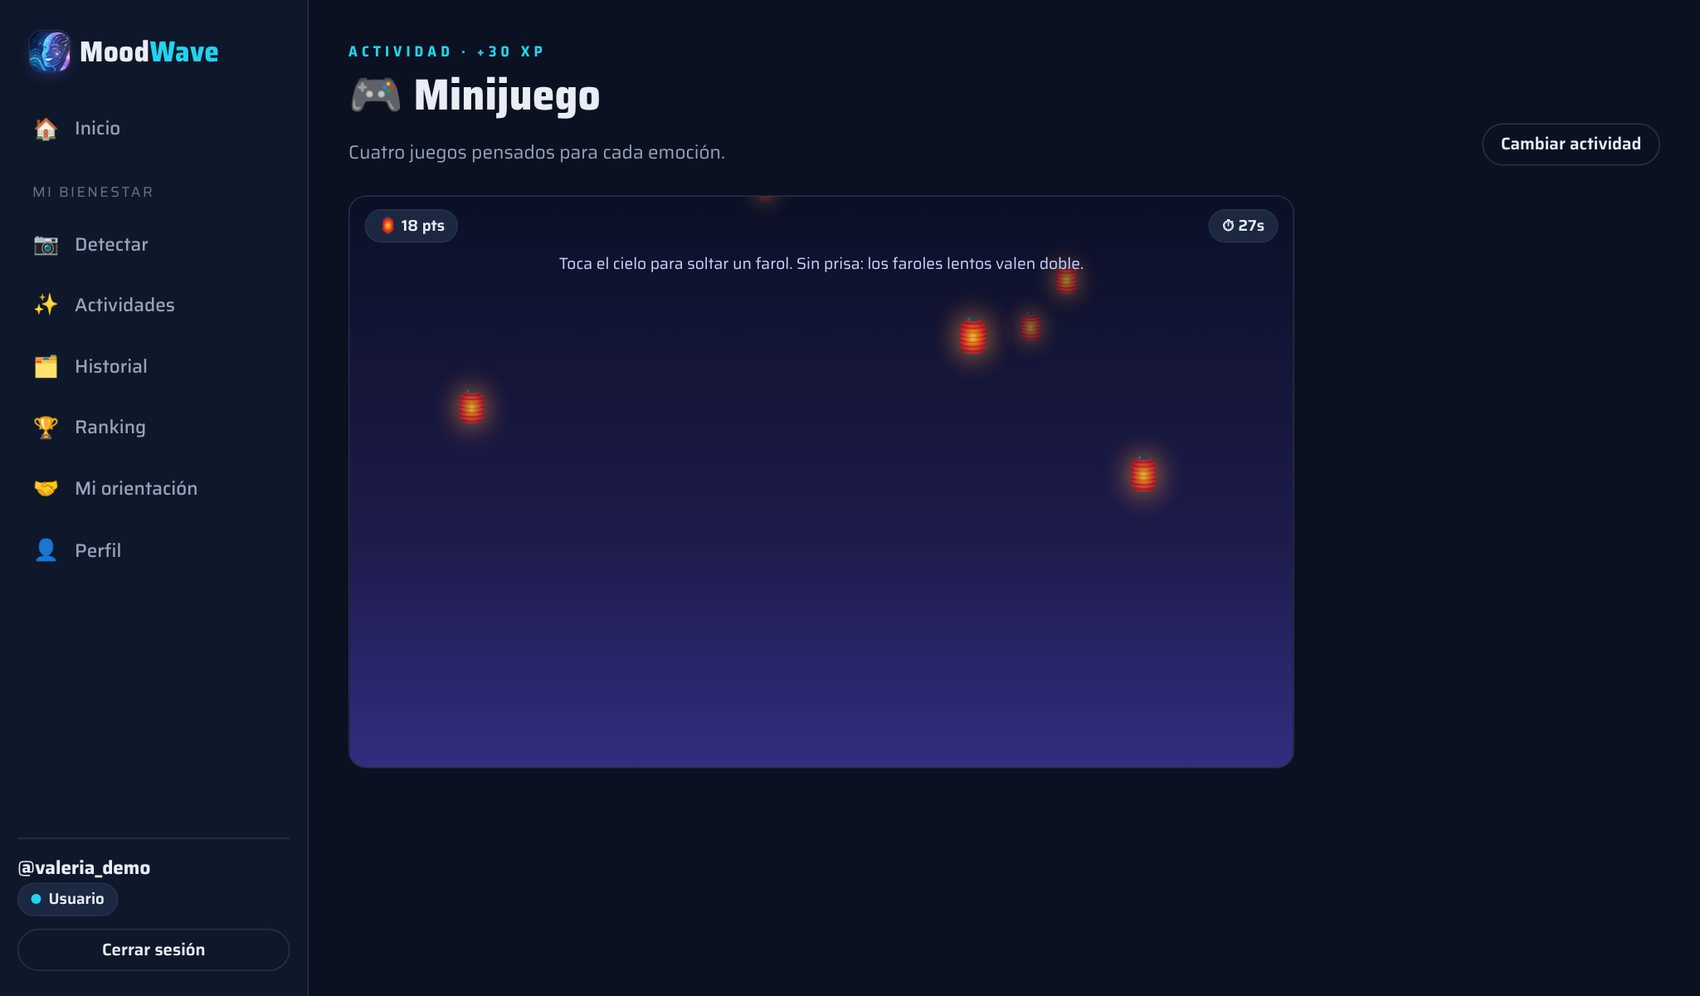 MoodWave
Inicio
MI BIENESTAR
Detectar
Actividades
Historial
Ranking
Mi orientación
Perfil
@valeria_demo
Usuario
Cerrar sesión
ACTIVIDAD · +30 XP
Minijuego
Cuatro juegos pensados para cada emoción.
Cambiar actividad
18 pts
27s
Toca el cielo para soltar un farol. Sin prisa: los faroles lentos valen doble.